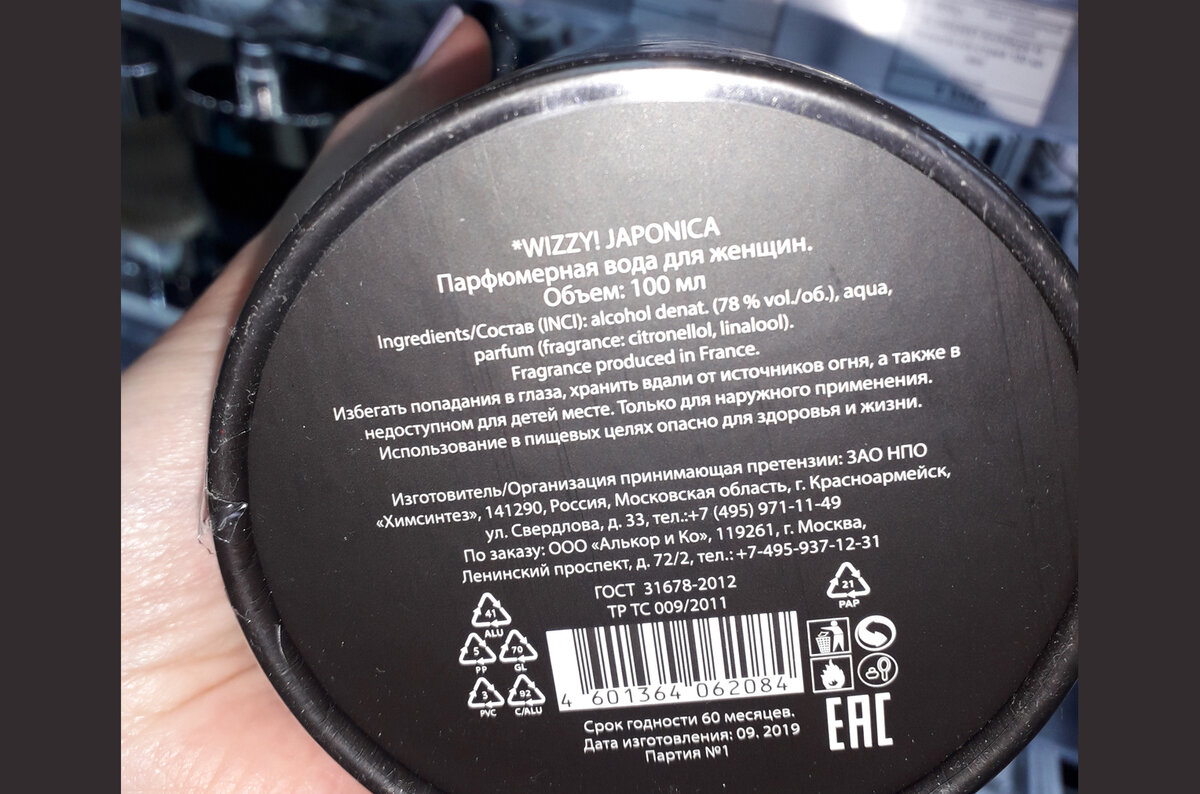 *WIZZY! JAPONICA
Парфюмерная вода для женщин.
Объем: 100 мл
Ingredients/Состав (INCI): alcohol denat. (78 % vol./об.), aqua,
parfum (fragrance: citronellol, linalool).
Fragrance produced in France.
Избегать попадания в глаза, хранить вдали от источников огня, а также в
недоступном для детей месте. Только для наружного применения.
Использование в пищевых целях опасно для здоровья и жизни.
Изготовитель/Организация принимающая претензии: ЗАО НПО
«Химсинтез», 141290, Россия, Московская область, г. Красноармейск,
ул. Свердлова, д. 33, тел.:+7 (495) 971-11-49
По заказу: ООО «Алькор и Ко», 119261, г. Москва,
Ленинский проспект, д. 72/2, тел.: +7-495-937-12-31
ГОСТ 31678-2012
ТР ТС 009/2011
21
PAP
41
ALU
5
PP
70
GL
3
PVC
92
C/ALU
4 601364 062084
EAC
Срок годности 60 месяцев.
Дата изготовления: 09. 2019
Партия №1